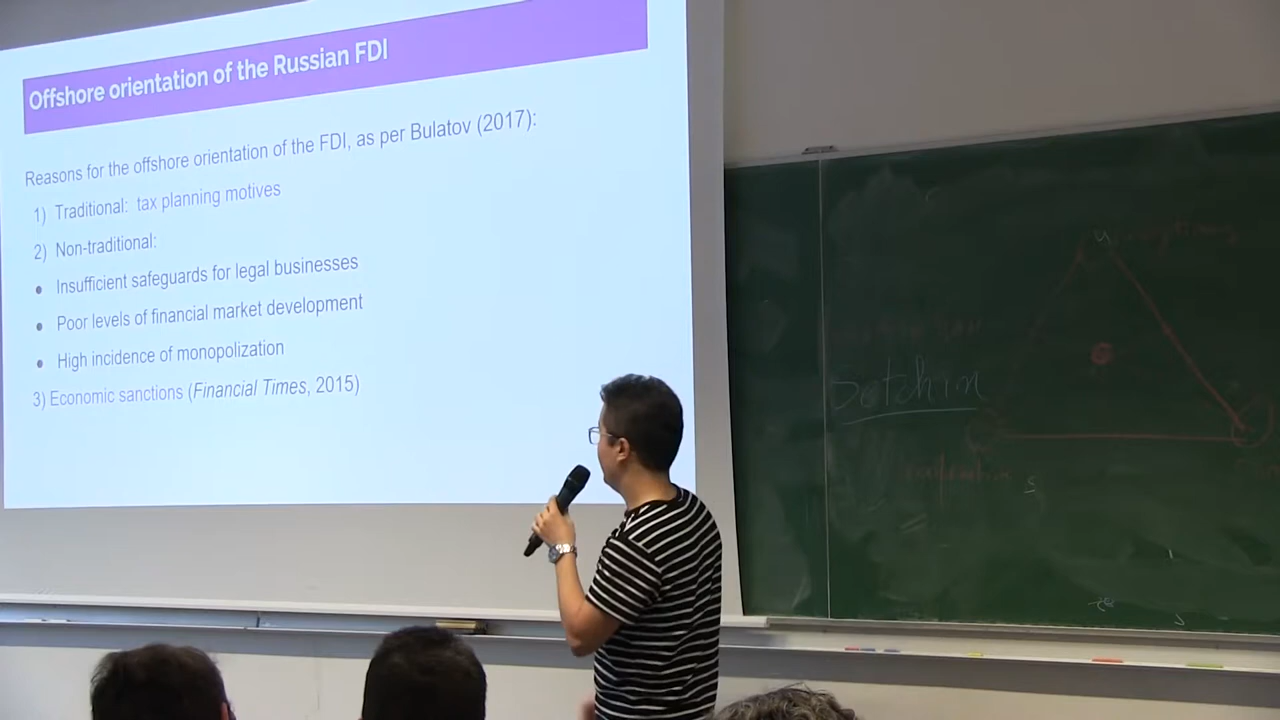 Offshore orientation of the Russian FDI
Reasons for the offshore orientation of the FDI, as per Bulatov (2017):
1) Traditional: tax planning motives
2) Non-traditional:
● Insufficient safeguards for legal businesses
● Poor levels of financial market development
● High incidence of monopolization
3) Economic sanctions (Financial Times, 2015)